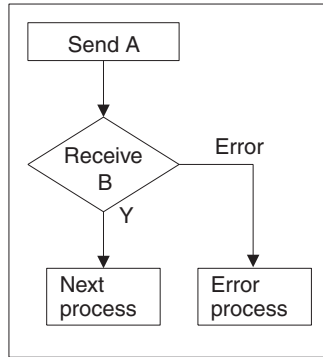 Send A
Receive
B
Error
Y
Next
process
Error
process